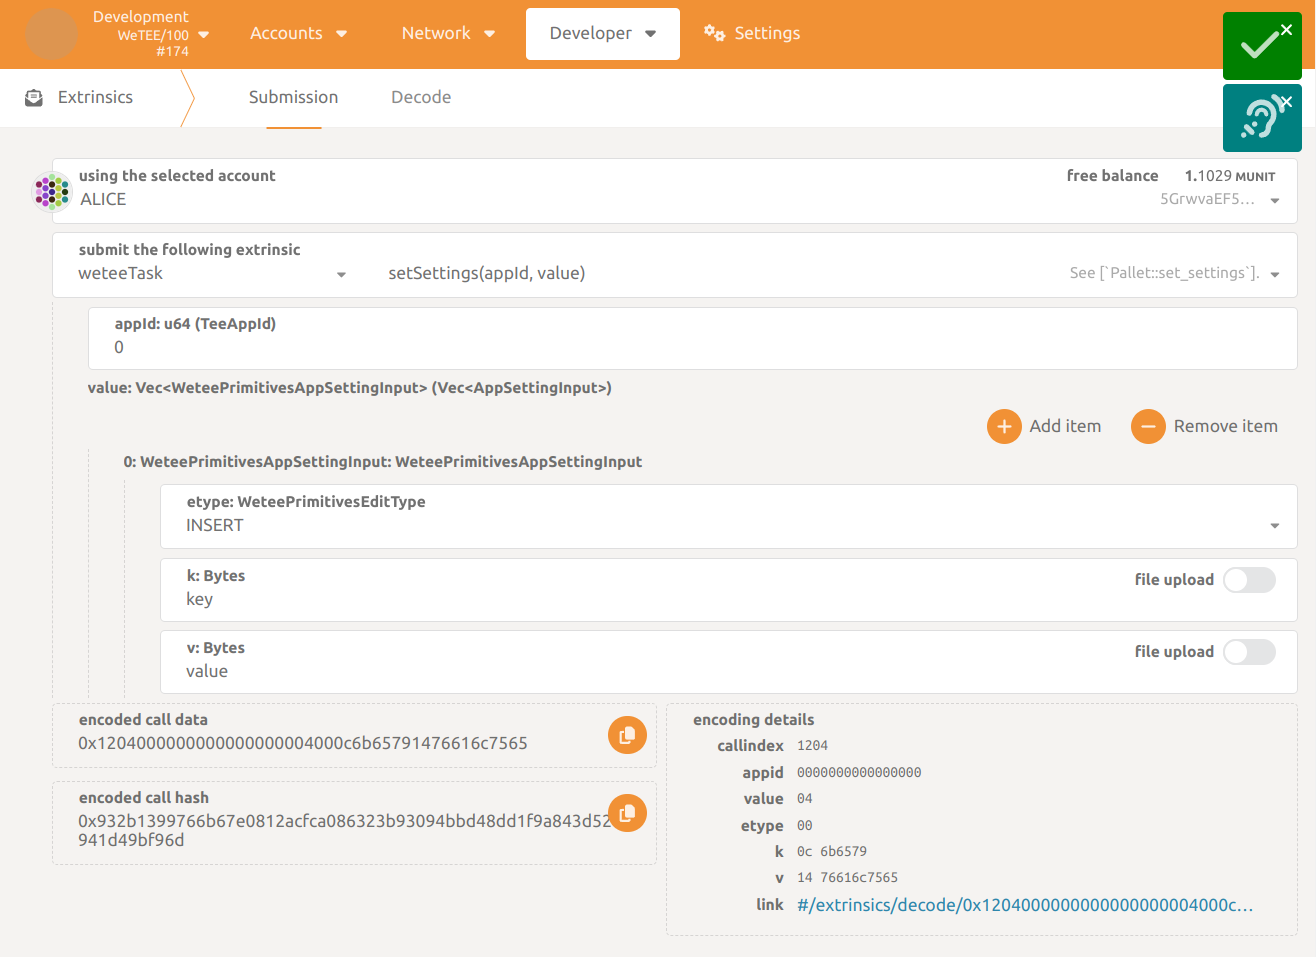 Development
WeTEE/100
#174
Accounts
Network
Developer
Settings
Extrinsics
Submission
Decode
using the selected account
ALICE
free balance 1.1029 MUNIT
5GrwvaEF5…
submit the following extrinsic
weteeTask
setSettings(appId, value)
See [`Pallet::set_settings`].
appId: u64 (TeeAppId)
0
value: Vec<WeteePrimitivesAppSettingInput> (Vec<AppSettingInput>)
Add item
Remove item
0: WeteePrimitivesAppSettingInput: WeteePrimitivesAppSettingInput
etype: WeteePrimitivesEditType
INSERT
k: Bytes
key
file upload
v: Bytes
value
file upload
encoded call data
0x1204000000000000000004000c6b65791476616c7565
encoded call hash
0x932b1399766b67e0812acfca086323b93094bbd48dd1f9a843d52
941d49bf96d
encoding details
callindex 1204
appid 0000000000000000
value 04
etype 00
k 0c 6b6579
v 14 76616c7565
link #/extrinsics/decode/0x1204000000000000000004000c…